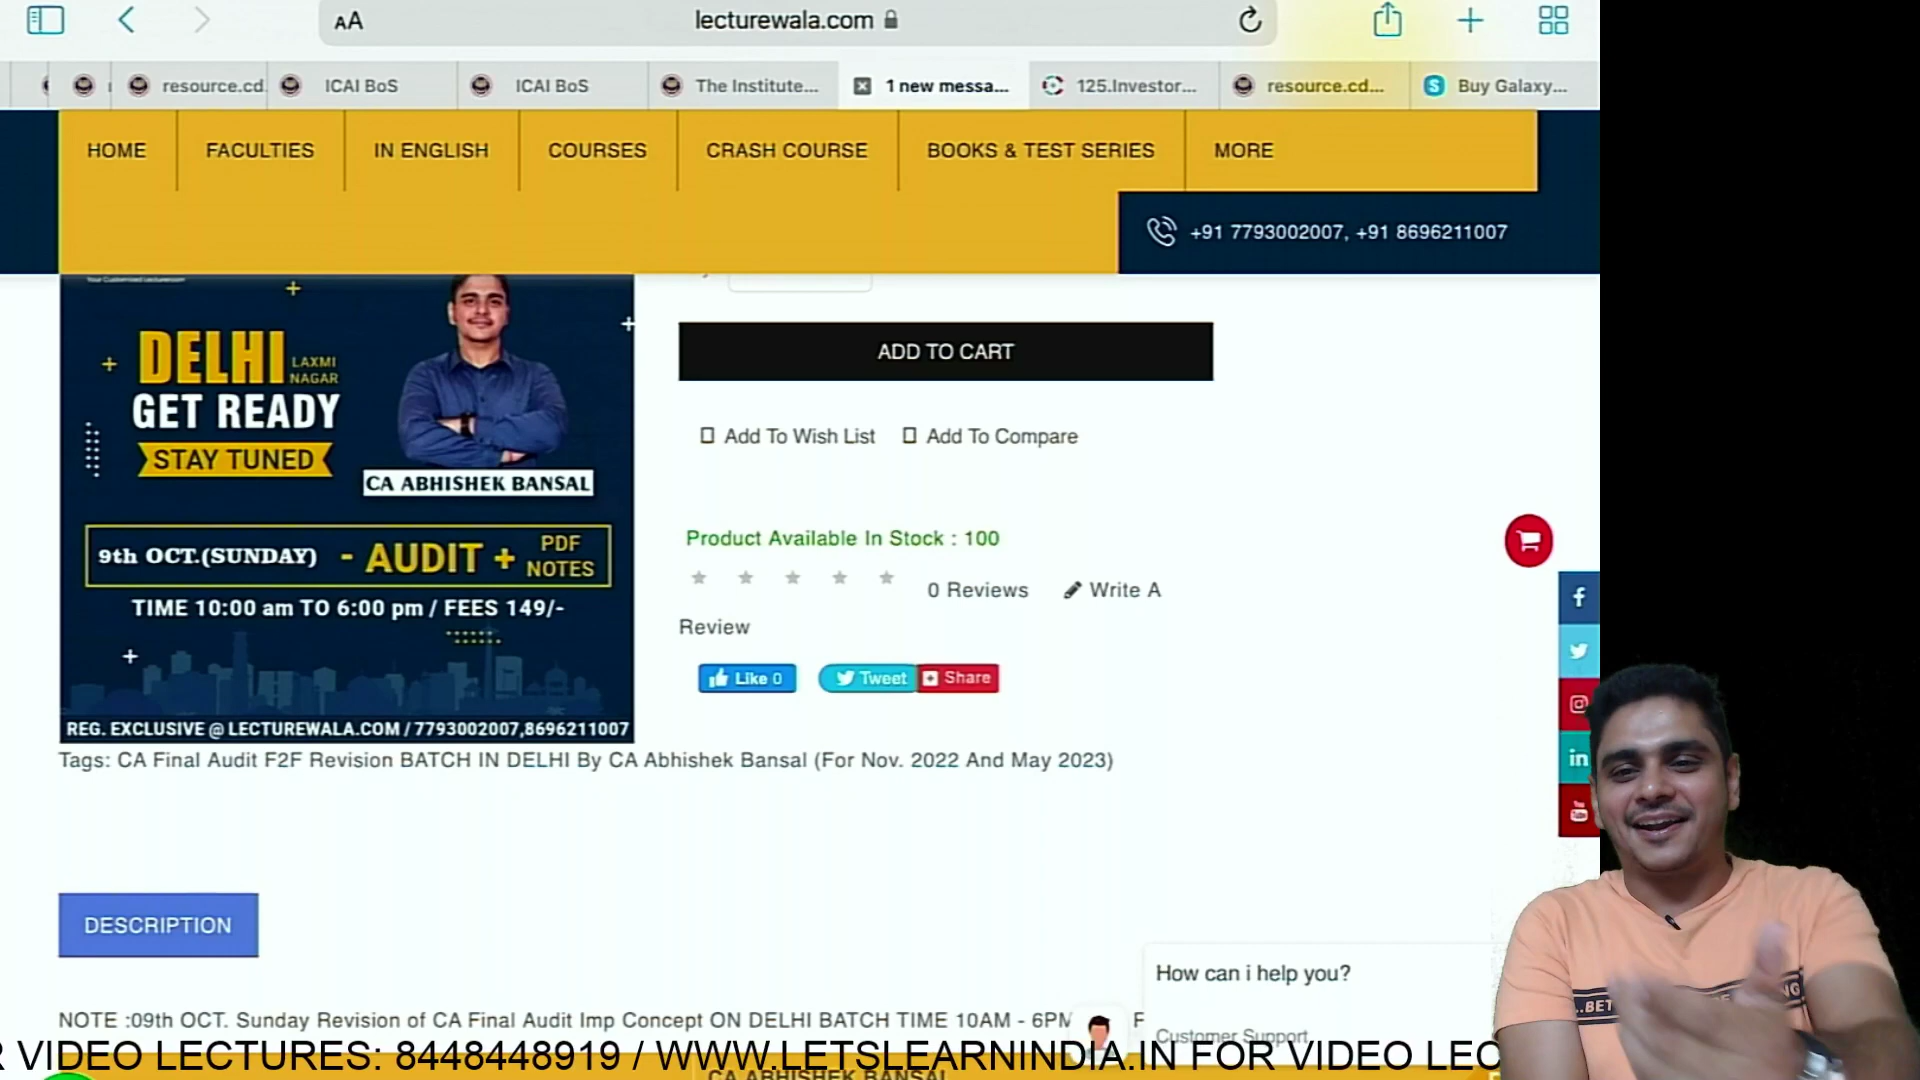 AA
lecturewala.com
resource.cd.
ICAI BoS
ICAI BoS
The Institute...
1 new messa...
125.Investor...
resource.cd...
Buy Galaxy...
HOME
FACULTIES
IN ENGLISH
COURSES
CRASH COURSE
BOOKS & TEST SERIES
MORE
+91 7793002007, +91 8696211007
DELHI LAXMI NAGAR
GET READY
STAY TUNED
CA ABHISHEK BANSAL
9th OCT.(SUNDAY) - AUDIT + PDF NOTES
TIME 10:00 am TO 6:00 pm / FEES 149/-
REG. EXCLUSIVE @ LECTUREWALA.COM / 7793002007,8696211007
ADD TO CART
Add To Wish List
Add To Compare
Product Available In Stock : 100
0 Reviews
Write A
Review
Like 0
Tweet
Share
Tags: CA Final Audit F2F Revision BATCH IN DELHI By CA Abhishek Bansal (For Nov. 2022 And May 2023)
DESCRIPTION
NOTE :09th OCT. Sunday Revision of CA Final Audit Imp Concept ON DELHI BATCH TIME 10AM - 6PM
How can i help you?
Customer Support
R VIDEO LECTURES: 8448448919 / WWW.LETSLEARNINDIA.IN FOR VIDEO LEC
CA ABHISHEK BANSAL